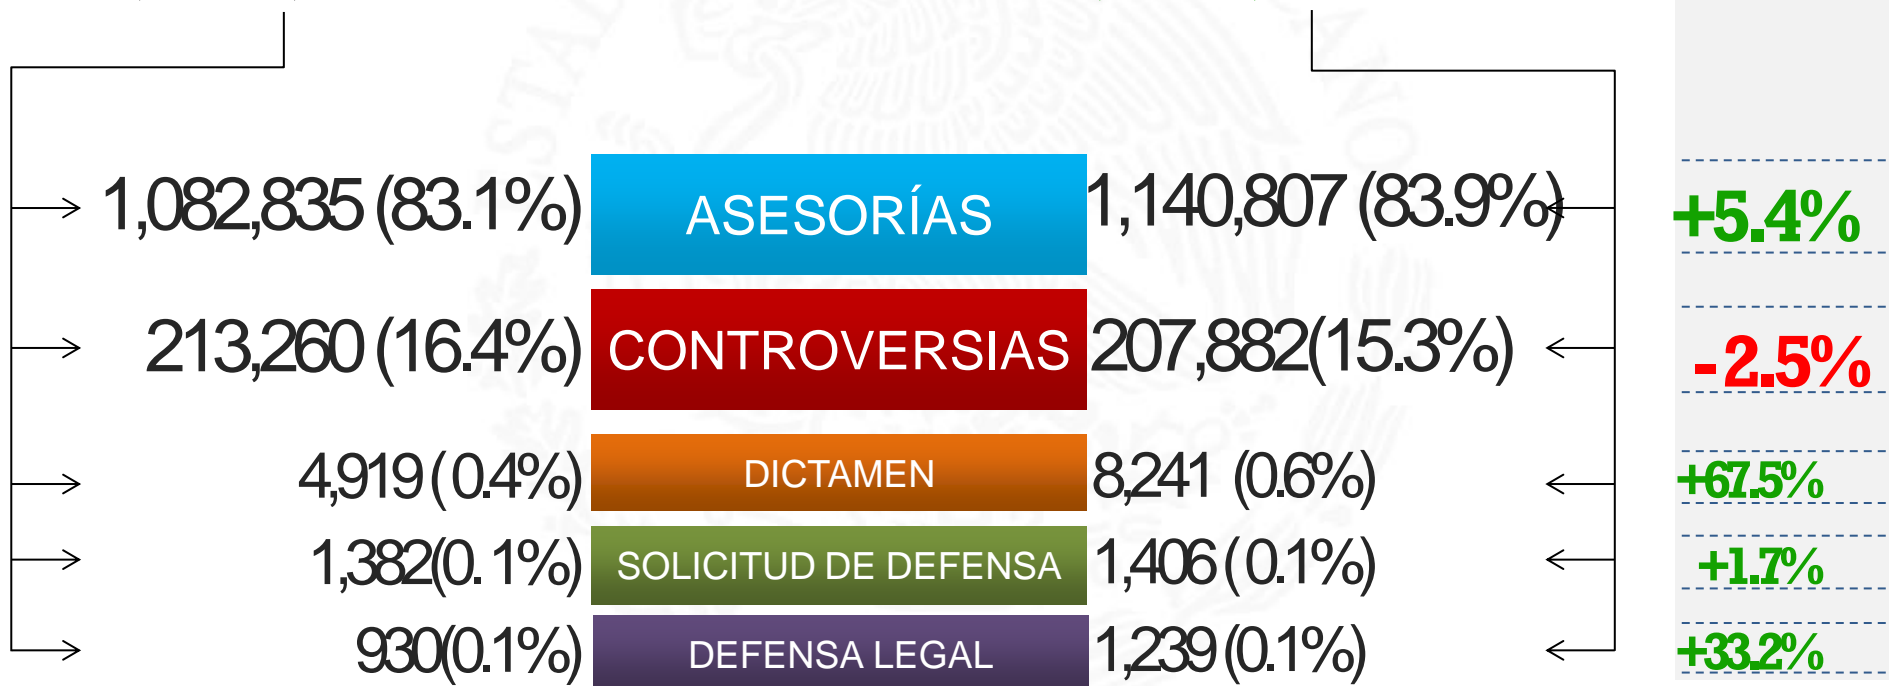 1,082,835 (83.1%) ASESORÍAS 1,140,807 (83.9%) +5.4%
213,260 (16.4%) CONTROVERSIAS 207,882(15.3%) -2.5%
4,919 (0.4%) DICTAMEN 8,241 (0.6%) +67.5%
1,382(0.1%) SOLICITUD DE DEFENSA 1,406 (0.1%) +1.7%
930(0.1%) DEFENSA LEGAL 1,239 (0.1%) +33.2%